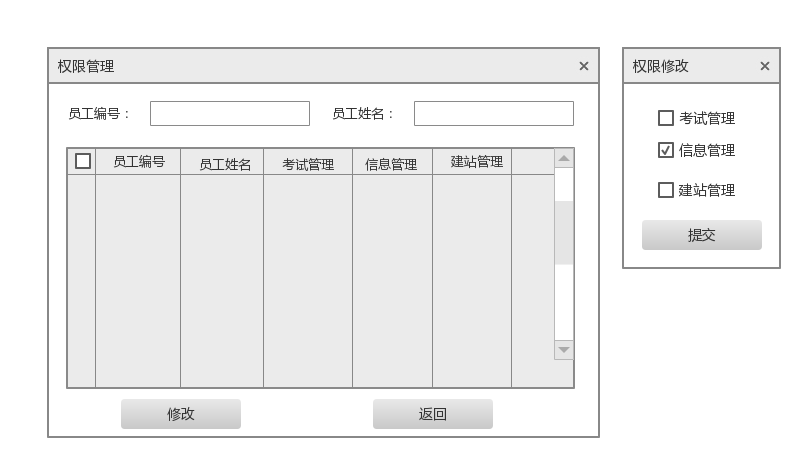 权限管理
员工编号：
员工姓名：
员工编号 员工姓名 考试管理 信息管理 建站管理
修改
返回
权限修改
考试管理
信息管理
建站管理
提交